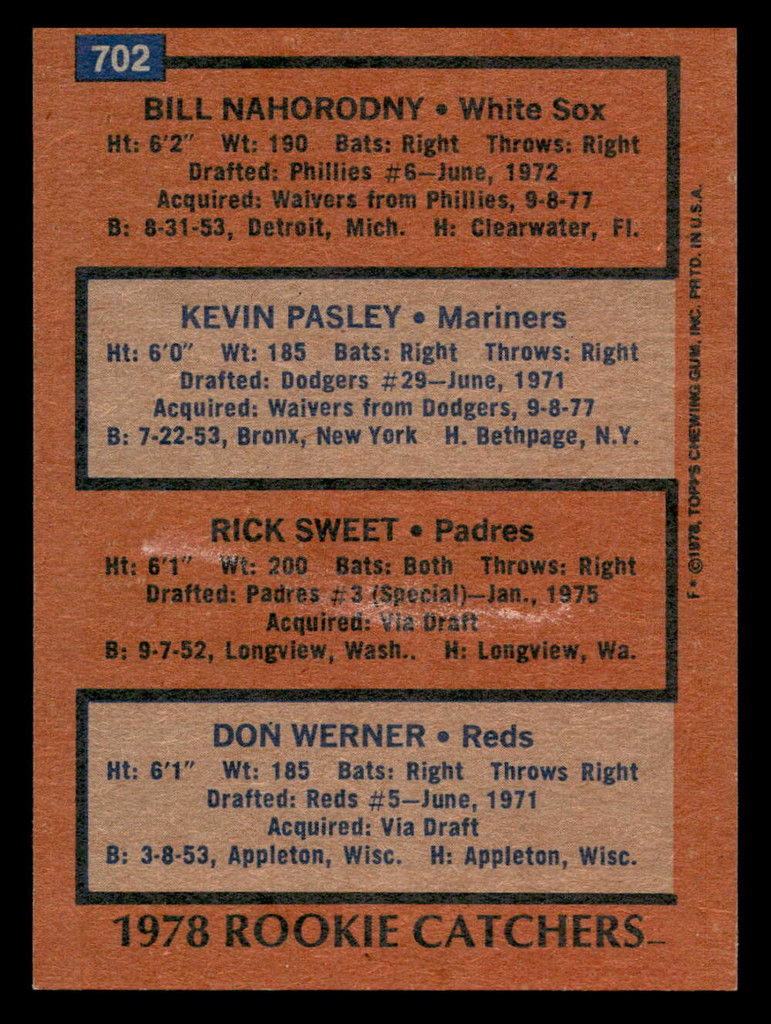 702
BILL NAHORODNY • White Sox
Ht: 6'2" Wt: 190 Bats: Right Throws: Right
Drafted: Phillies #6—June, 1972
Acquired: Waivers from Phillies, 9-8-77
B: 8-31-53, Detroit, Mich. H: Clearwater, Fl.
KEVIN PASLEY • Mariners
Ht: 6'0" Wt: 185 Bats: Right Throws: Right
Drafted: Dodgers #29—June, 1971
Acquired: Waivers from Dodgers, 9-8-77
B: 7-22-53, Bronx, New York H. Bethpage, N.Y.
RICK SWEET • Padres
Ht: 6'1" Wt: 200 Bats: Both Throws: Right
Drafted: Padres #3 (Special)—Jan., 1975
Acquired: Via Draft
B: 9-7-52, Longview, Wash.. H: Longview, Wa.
DON WERNER • Reds
Ht: 6'1" Wt: 185 Bats: Right Throws Right
Drafted: Reds #5—June, 1971
Acquired: Via Draft
B: 3-8-53, Appleton, Wisc. H: Appleton, Wisc.
1978 ROOKIE CATCHERS
F* ©1978, TOPPS CHEWING GUM, INC. PRTD. IN U.S.A.